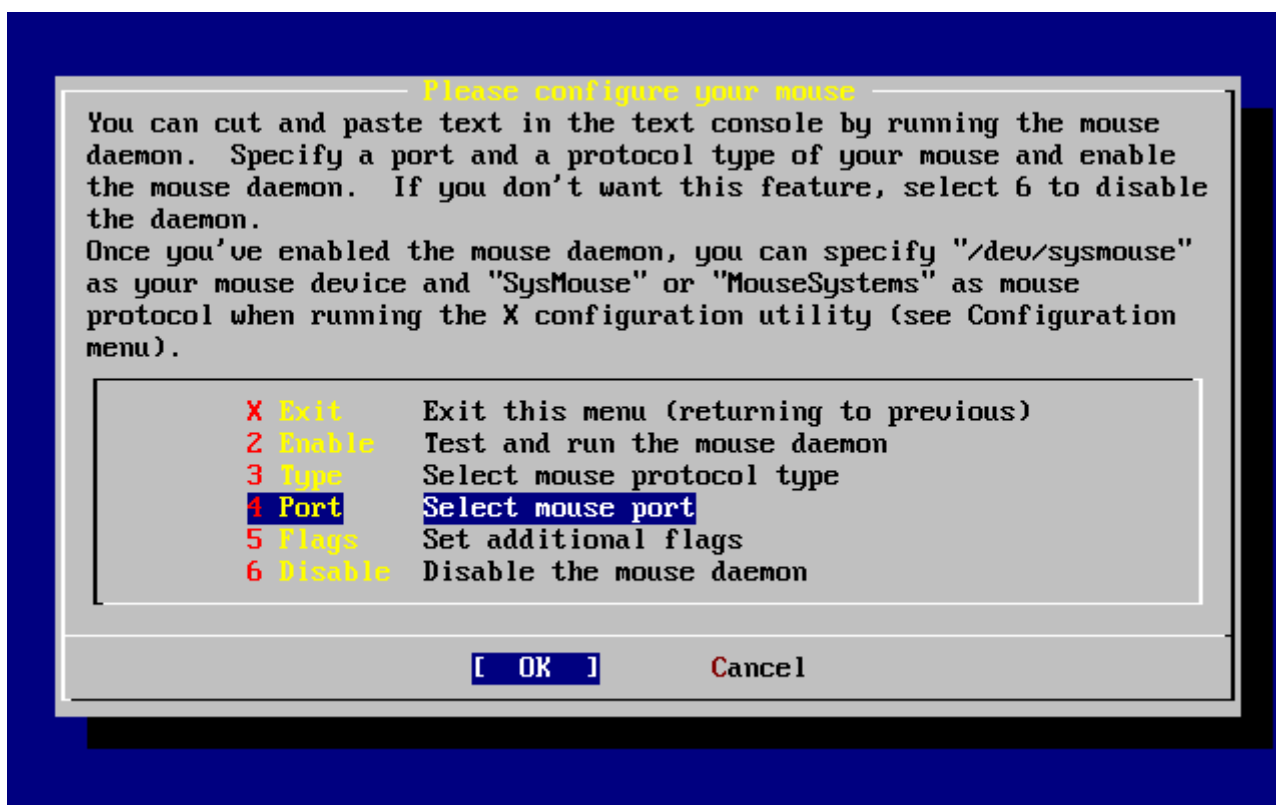 Please configure your mouse
You can cut and paste text in the text console by running the mouse
daemon.  Specify a port and a protocol type of your mouse and enable
the mouse daemon.  If you don't want this feature, select 6 to disable
the daemon.
Once you've enabled the mouse daemon, you can specify "/dev/sysmouse"
as your mouse device and "SysMouse" or "MouseSystems" as mouse
protocol when running the X configuration utility (see Configuration
menu).
X Exit Exit this menu (returning to previous)
2 Enable Test and run the mouse daemon
3 Type Select mouse protocol type
4 Port Select mouse port
5 Flags Set additional flags
6 Disable Disable the mouse daemon
[ OK ] Cancel